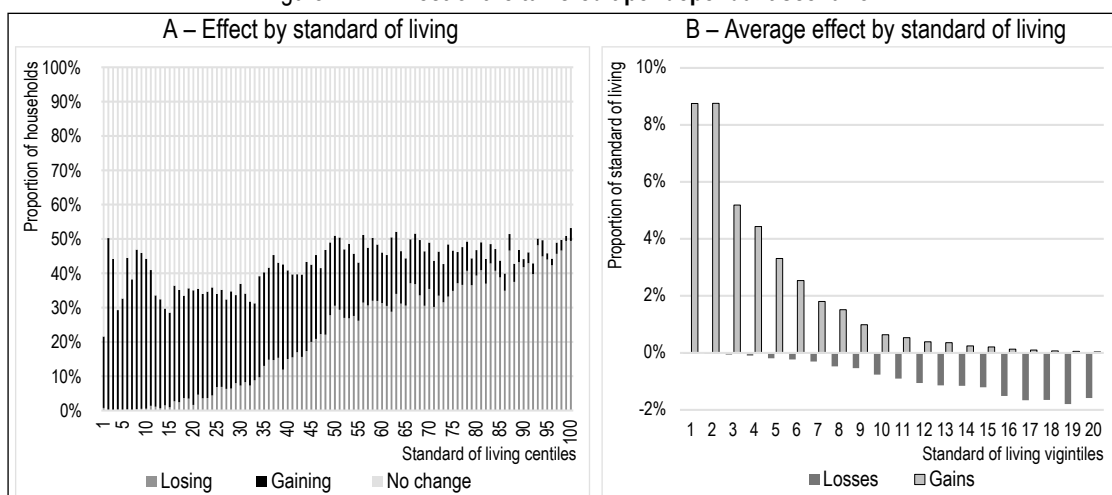 A – Effect by standard of living
Proportion of households
100%
90%
80%
70%
60%
50%
40%
30%
20%
10%
0%
1 5 10 15 20 25 30 35 40 45 50 55 60 65 70 75 80 85 90 95 100
Standard of living centiles
Losing Gaining No change
B – Average effect by standard of living
Proportion of standard of living
10%
8%
6%
4%
2%
0%
-2%
1 2 3 4 5 6 7 8 9 10 11 12 13 14 15 16 17 18 19 20
Standard of living vigintiles
Losses Gains